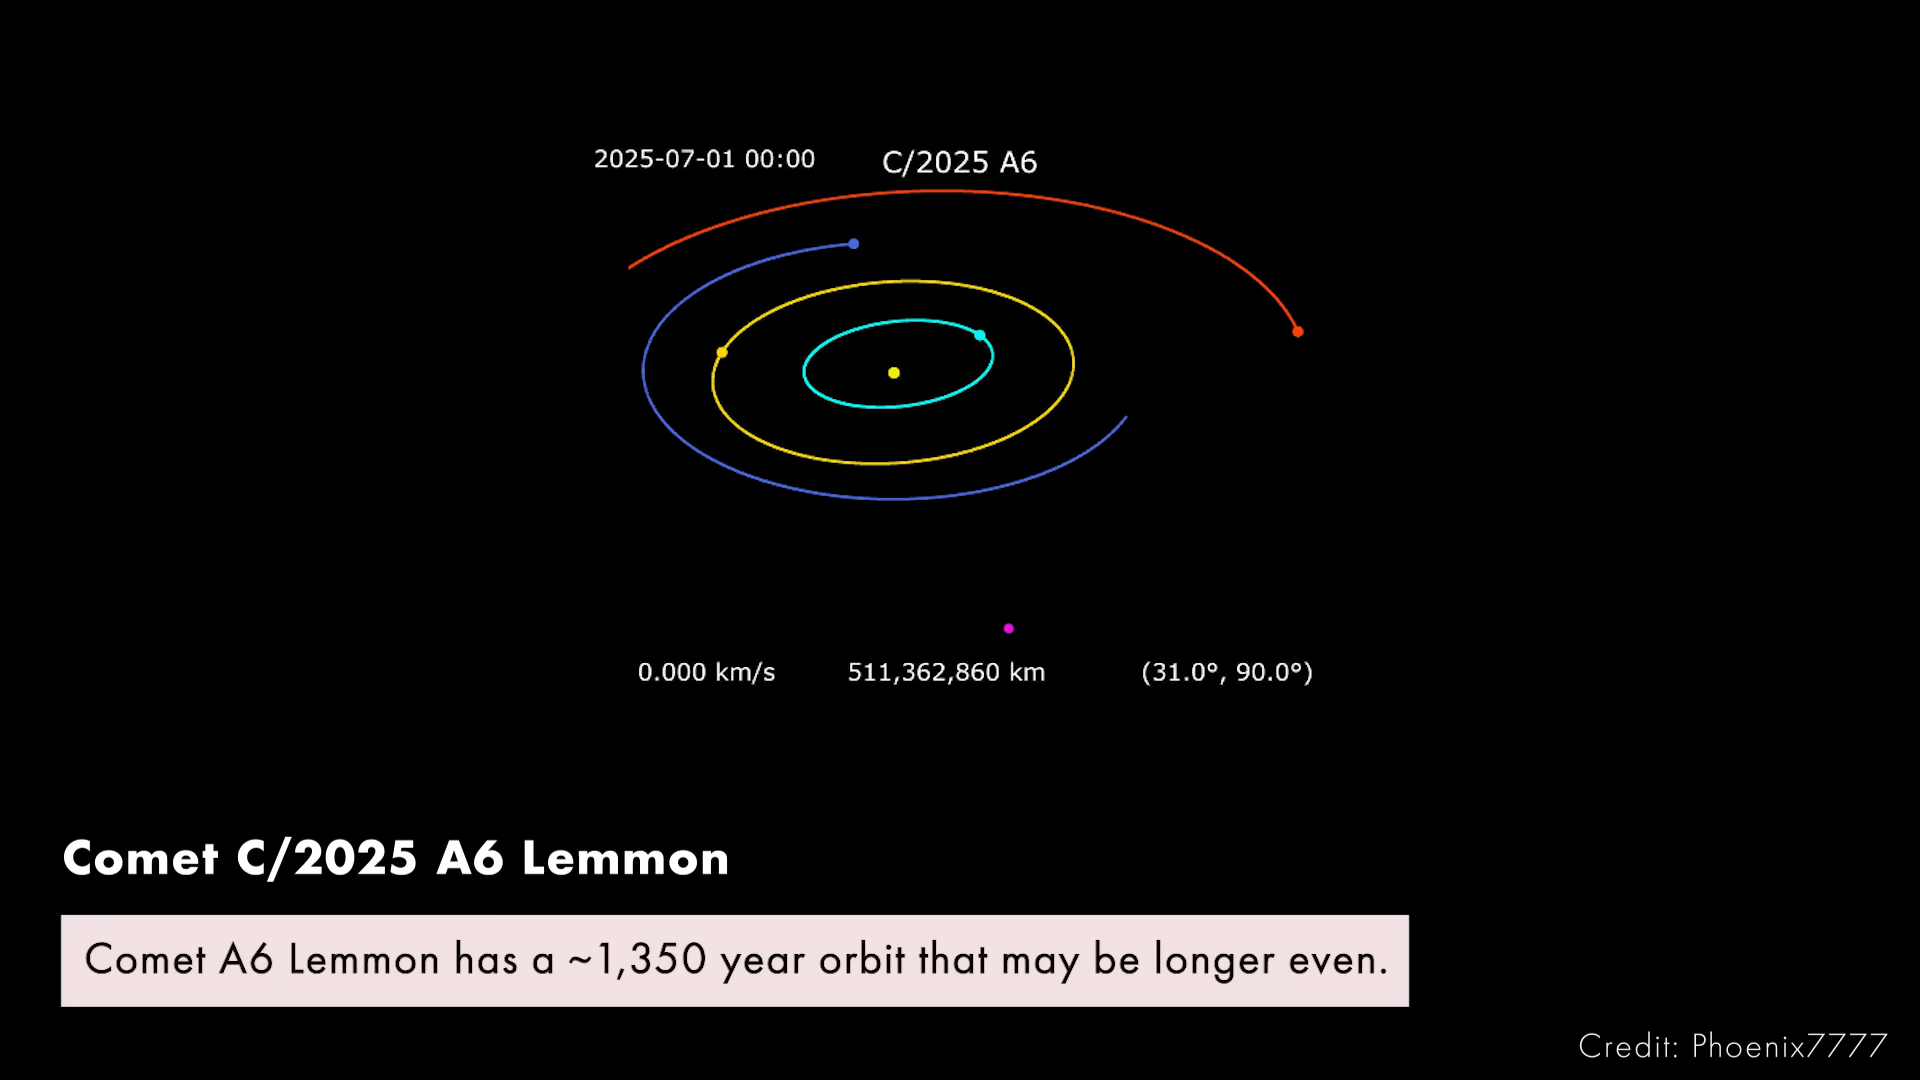 2025-07-01 00:00
C/2025 A6
0.000 km/s
511,362,860 km
(31.0°, 90.0°)
Comet C/2025 A6 Lemmon
Comet A6 Lemmon has a ~1,350 year orbit that may be longer even.
Credit: Phoenix7777